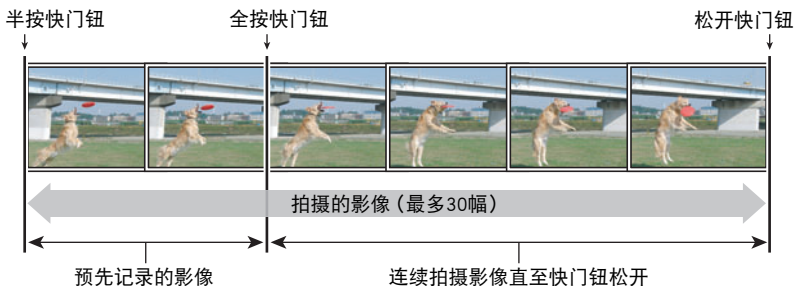 半按快门钮
全按快门钮
松开快门钮
拍摄的影像（最多30幅）
预先记录的影像
连续拍摄影像直至快门钮松开